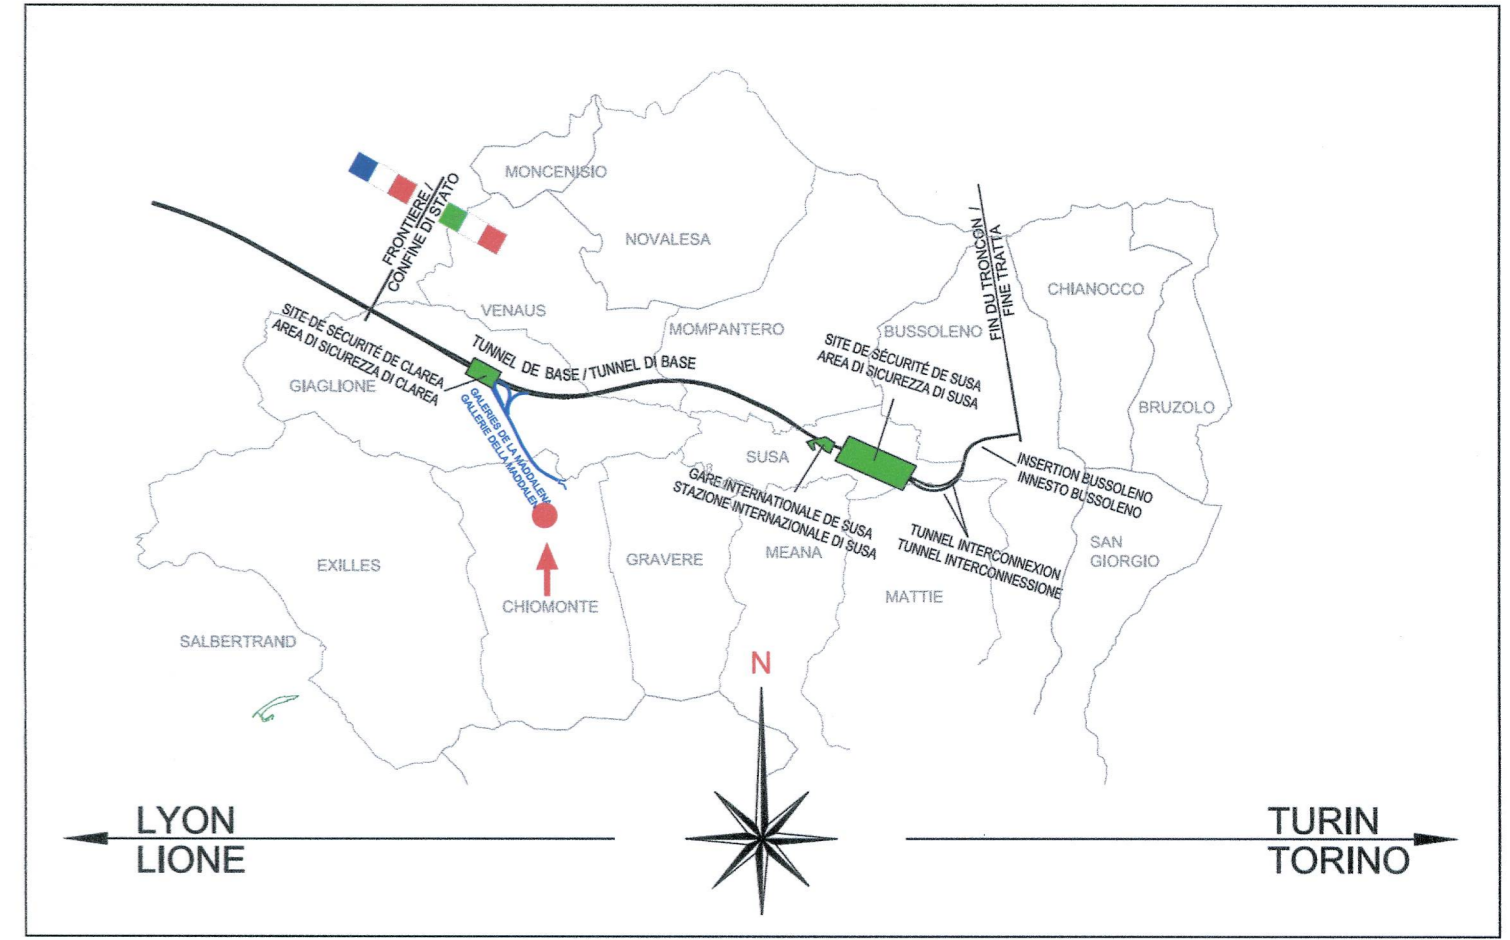 MONCENISIO
FRONTIERE /
CONFINE DI STATO
NOVALESA
FIN DU TRONCON /
FINE TRATTA
CHIANOCCO
VENAUS
MOMPANTERO
BUSSOLENO
SITE DE SÉCURITÉ DE CLAREA
AREA DI SICUREZZA DI CLAREA
TUNNEL DE BASE / TUNNEL DI BASE
SITE DE SÉCURITÉ DE SUSA
AREA DI SICUREZZA DI SUSA
GIAGLIONE
BRUZOLO
GALERIES DE LA MADDALENA
GALLERIE DELLA MADDALENA
SUSA
GARE INTERNATIONALE DE SUSA
STAZIONE INTERNAZIONALE DI SUSA
INSERTION BUSSOLENO
INNESTO BUSSOLENO
TUNNEL INTERCONNEXION
TUNNEL INTERCONNESSIONE
EXILLES
GRAVERE
MEANA
SAN
GIORGIO
CHIOMONTE
MATTIE
SALBERTRAND
N
LYON
LIONE
TURIN
TORINO